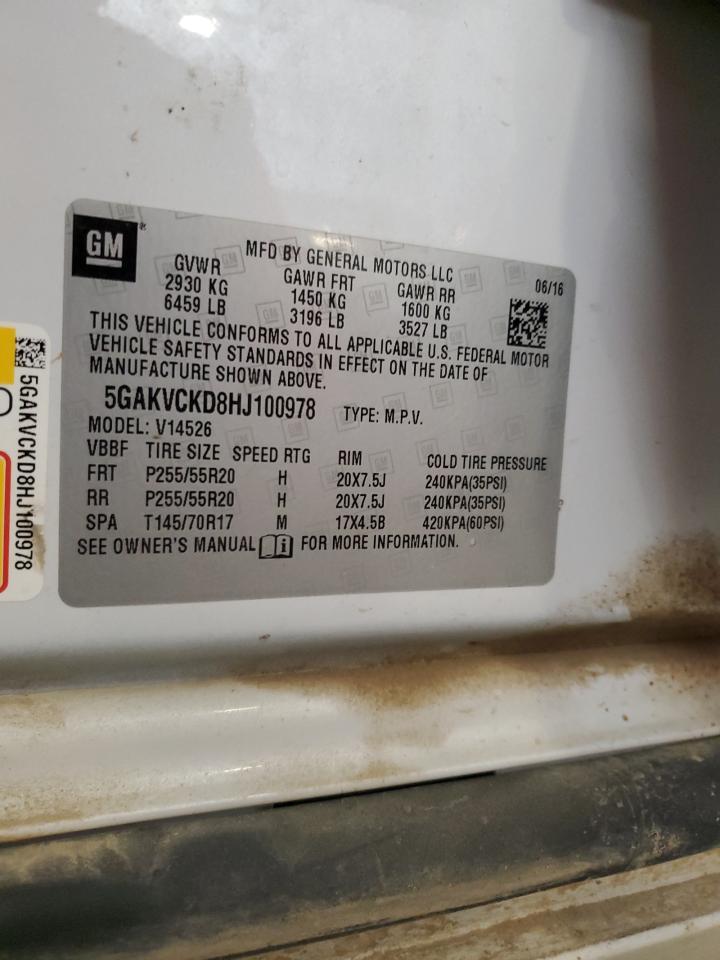 GM
MFD BY GENERAL MOTORS LLC
06/16
GVWR GAWR FRT GAWR RR
2930 KG 1450 KG 1600 KG
6459 LB 3196 LB 3527 LB
THIS VEHICLE CONFORMS TO ALL APPLICABLE U.S. FEDERAL MOTOR
VEHICLE SAFETY STANDARDS IN EFFECT ON THE DATE OF
MANUFACTURE SHOWN ABOVE.
5GAKVCKD8HJ100978 TYPE: M.P.V.
MODEL: V14526
VBBF TIRE SIZE SPEED RTG RIM COLD TIRE PRESSURE
FRT P255/55R20 H 20X7.5J 240KPA(35PSI)
RR P255/55R20 H 20X7.5J 240KPA(35PSI)
SPA T145/70R17 M 17X4.5B 420KPA(60PSI)
SEE OWNER'S MANUAL i FOR MORE INFORMATION.
5GAKVCKD8HJ100978